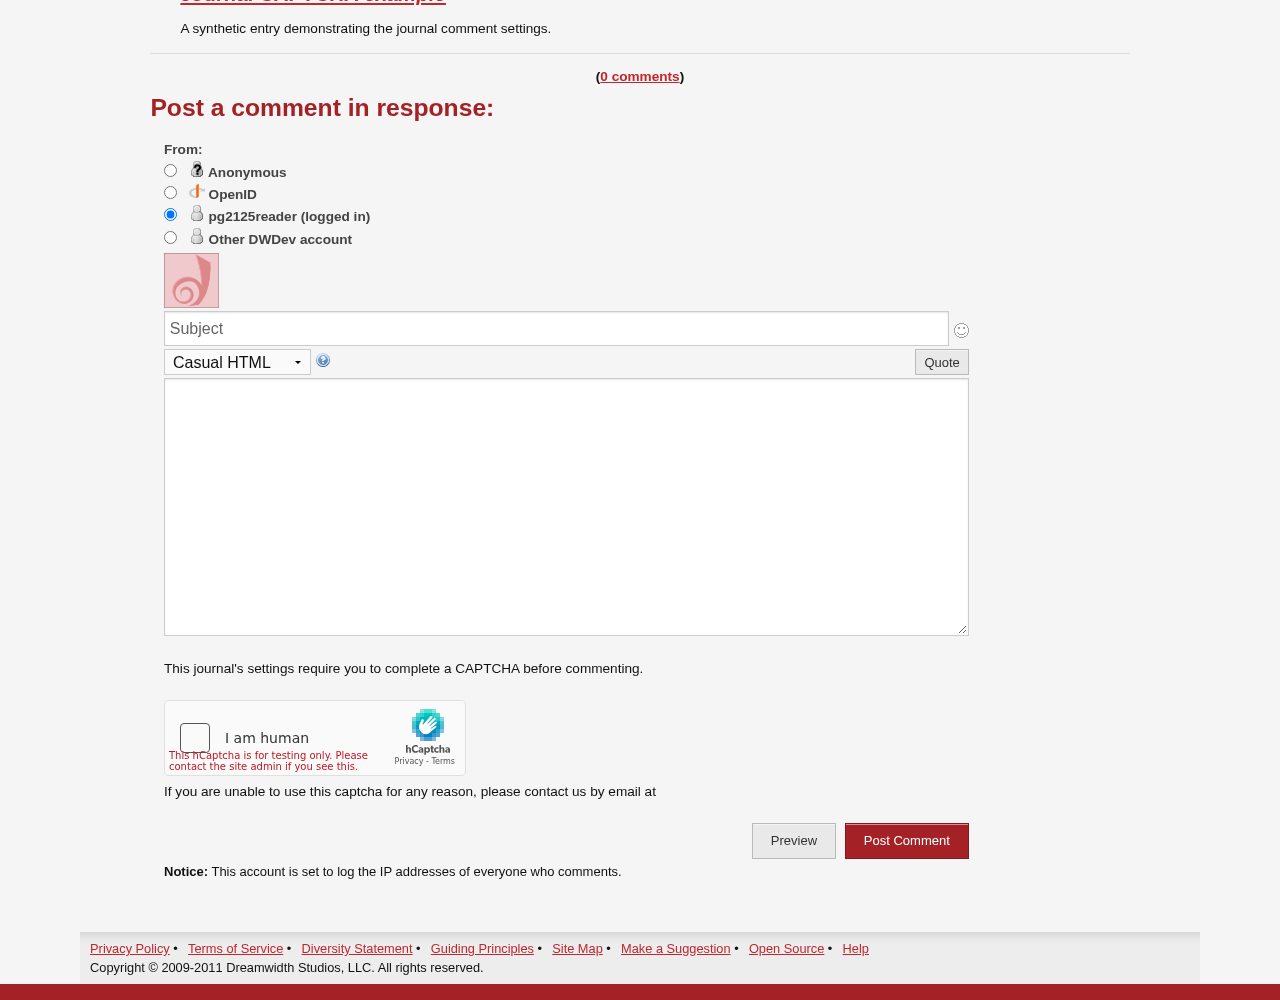 Journal CAPTCHA example
A synthetic entry demonstrating the journal comment settings.
(0 comments)
Post a comment in response:
From:
Anonymous
OpenID
pg2125reader (logged in)
Other DWDev account
Subject
Casual HTML
Quote
This journal's settings require you to complete a CAPTCHA before commenting.
I am human
This hCaptcha is for testing only. Please
contact the site admin if you see this.
hCaptcha
Privacy - Terms
If you are unable to use this captcha for any reason, please contact us by email at
Preview
Post Comment
Notice: This account is set to log the IP addresses of everyone who comments.
Privacy Policy • Terms of Service • Diversity Statement • Guiding Principles • Site Map • Make a Suggestion • Open Source • Help
Copyright © 2009-2011 Dreamwidth Studios, LLC. All rights reserved.